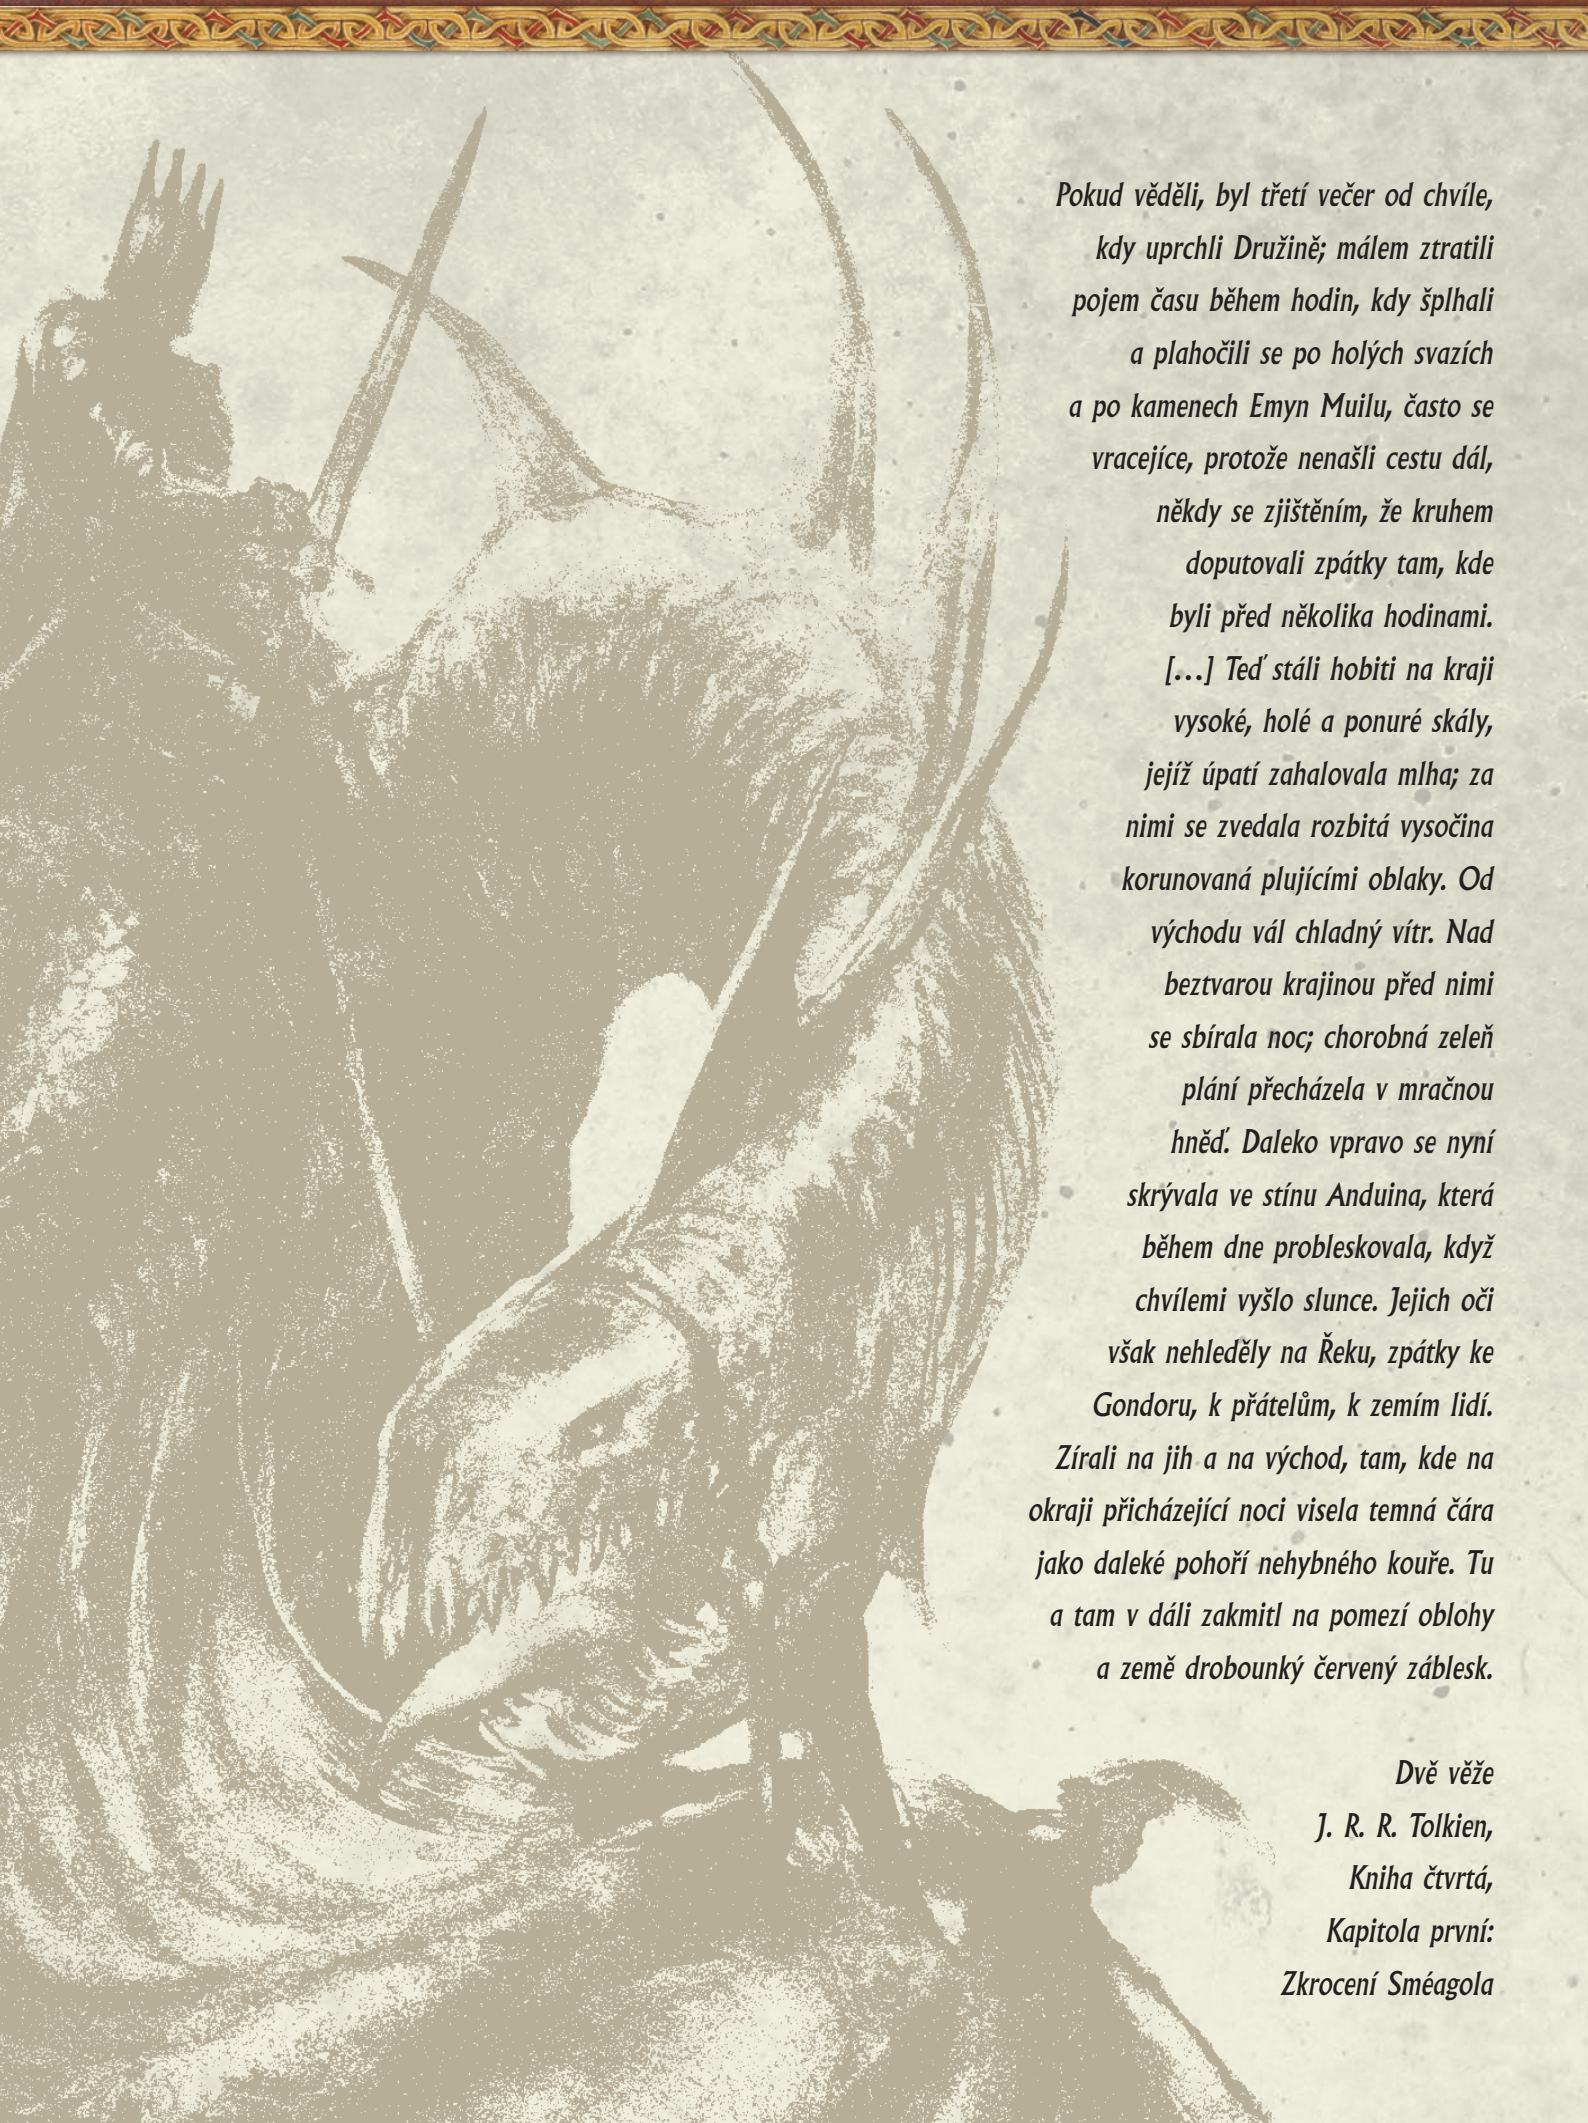 Pokud věděli, byl třetí večer od chvíle,
kdy uprchli Družině; málem ztratili
pojem času během hodin, kdy šplhali
a plahočili se po holých svazích
a po kamenech Emyn Muilu, často se
vracejíce, protože nenašli cestu dál,
někdy se zjištěním, že kruhem
doputovali zpátky tam, kde
byli před několika hodinami.
[…] Teď stáli hobiti na kraji
vysoké, holé a ponuré skály,
jejíž úpatí zahalovala mlha; za
nimi se zvedala rozbitá vysočina
korunovaná plujícími oblaky. Od
východu vál chladný vítr. Nad
beztvarou krajinou před nimi
se sbírala noc; chorobná zeleň
plání přecházela v mračnou
hněď. Daleko vpravo se nyní
skrývala ve stínu Anduina, která
během dne probleskovala, když
chvílemi vyšlo slunce. Jejich oči
však nehleděly na Řeku, zpátky ke
Gondoru, k přátelům, k zemím lidí.
Zírali na jih a na východ, tam, kde na
okraji přicházející noci visela temná čára
jako daleké pohoří nehybného kouře. Tu
a tam v dáli zakmitl na pomezí oblohy
a země drobounký červený záblesk.
Dvě věže
J. R. R. Tolkien,
Kniha čtvrtá,
Kapitola první:
Zkrocení Sméagola